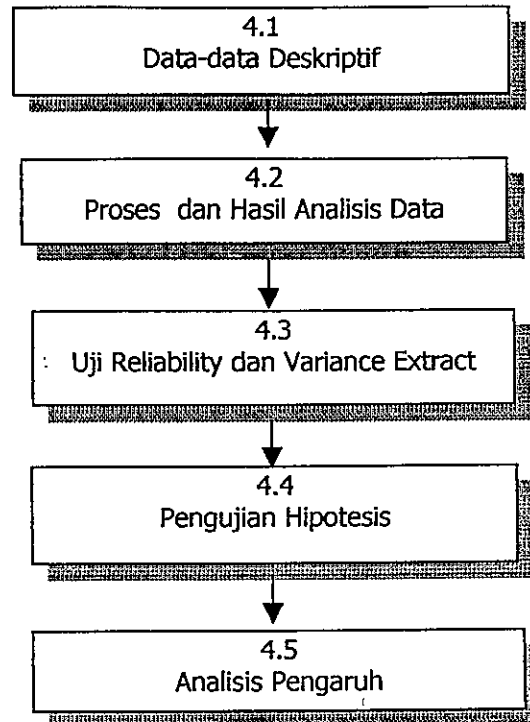 4.1
Data-data Deskriptif
4.2
Proses dan Hasil Analisis Data
4.3
Uji Reliability dan Variance Extract
4.4
Pengujian Hipotesis
4.5
Analisis Pengaruh